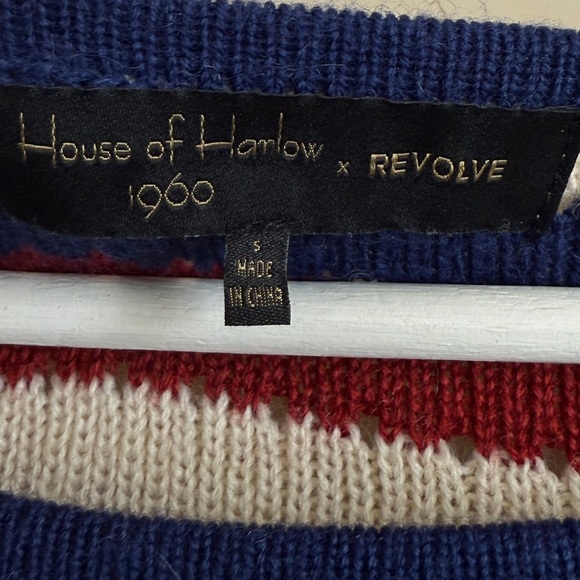 House of Harlow x REVOLVE
1960
S
MADE
IN CHINA